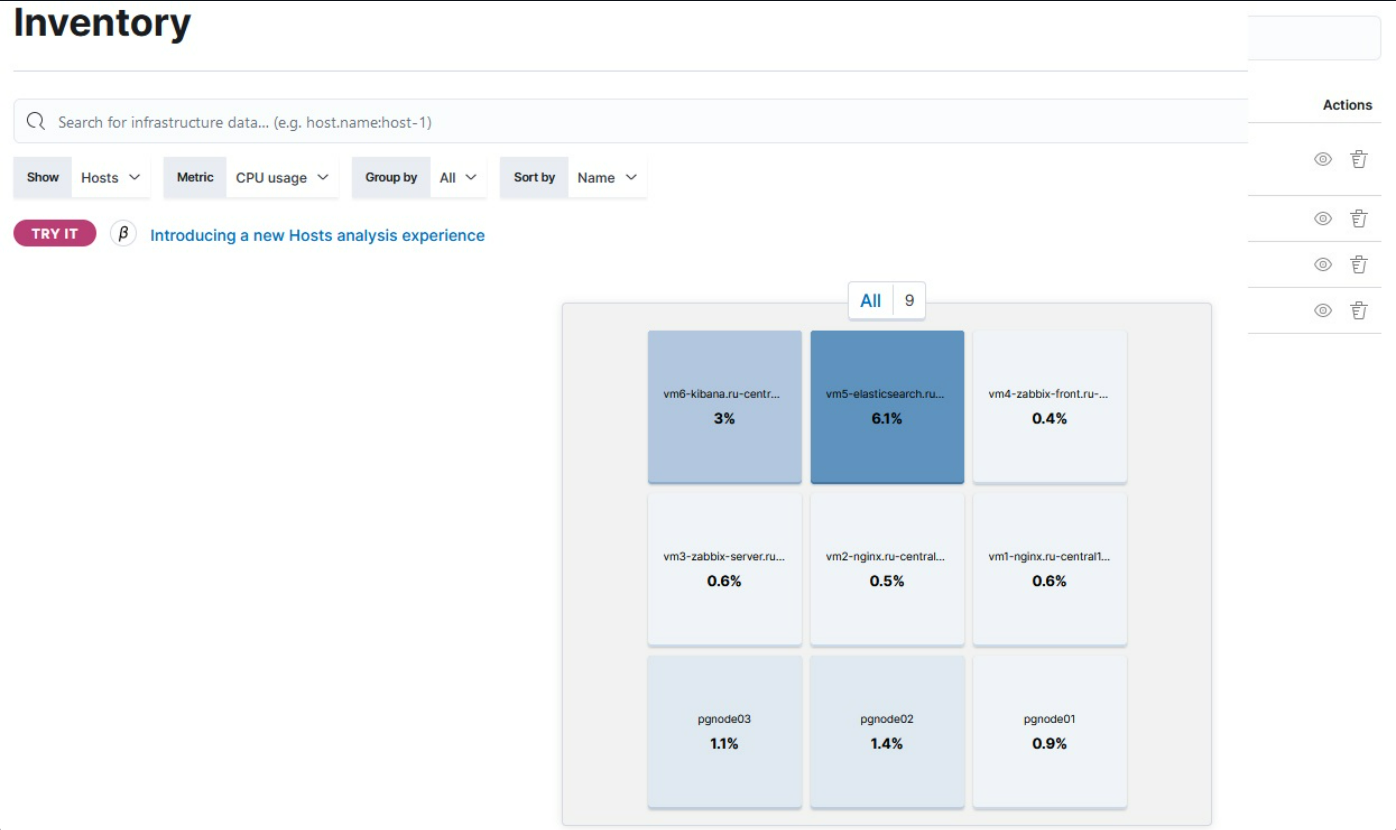 Inventory
Search for infrastructure data... (e.g. host.name:host-1)
Actions
Show Hosts Metric CPU usage Group by All Sort by Name
TRY IT β Introducing a new Hosts analysis experience
All 9
vm6-kibana.ru-centr... vm5-elasticsearch.ru... vm4-zabbix-front.ru-...
3% 6.1% 0.4%
vm3-zabbix-server.ru... vm2-nginx.ru-central... vm1-nginx.ru-central1...
0.6% 0.5% 0.6%
pgnode03 pgnode02 pgnode01
1.1% 1.4% 0.9%